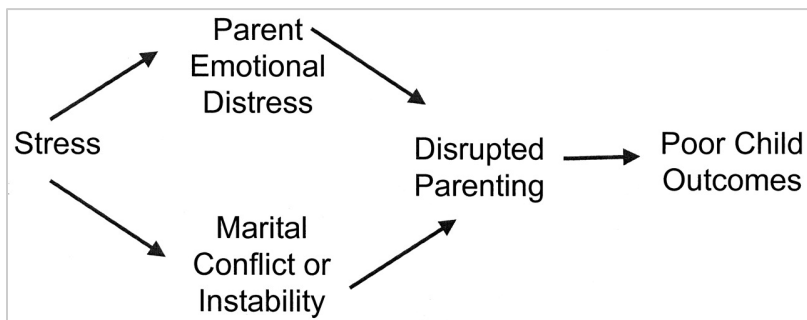 Parent
Emotional
Distress
Stress
Disrupted
Parenting
Poor Child
Outcomes
Marital
Conflict or
Instability